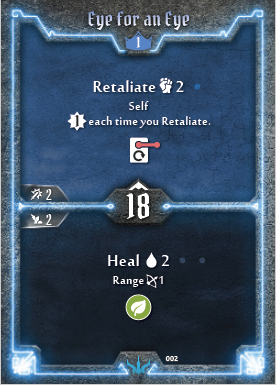 Eye for an Eye
1
Retaliate 2
Self
1 each time you Retaliate.
2
18
2
Heal 2
Range 1
002